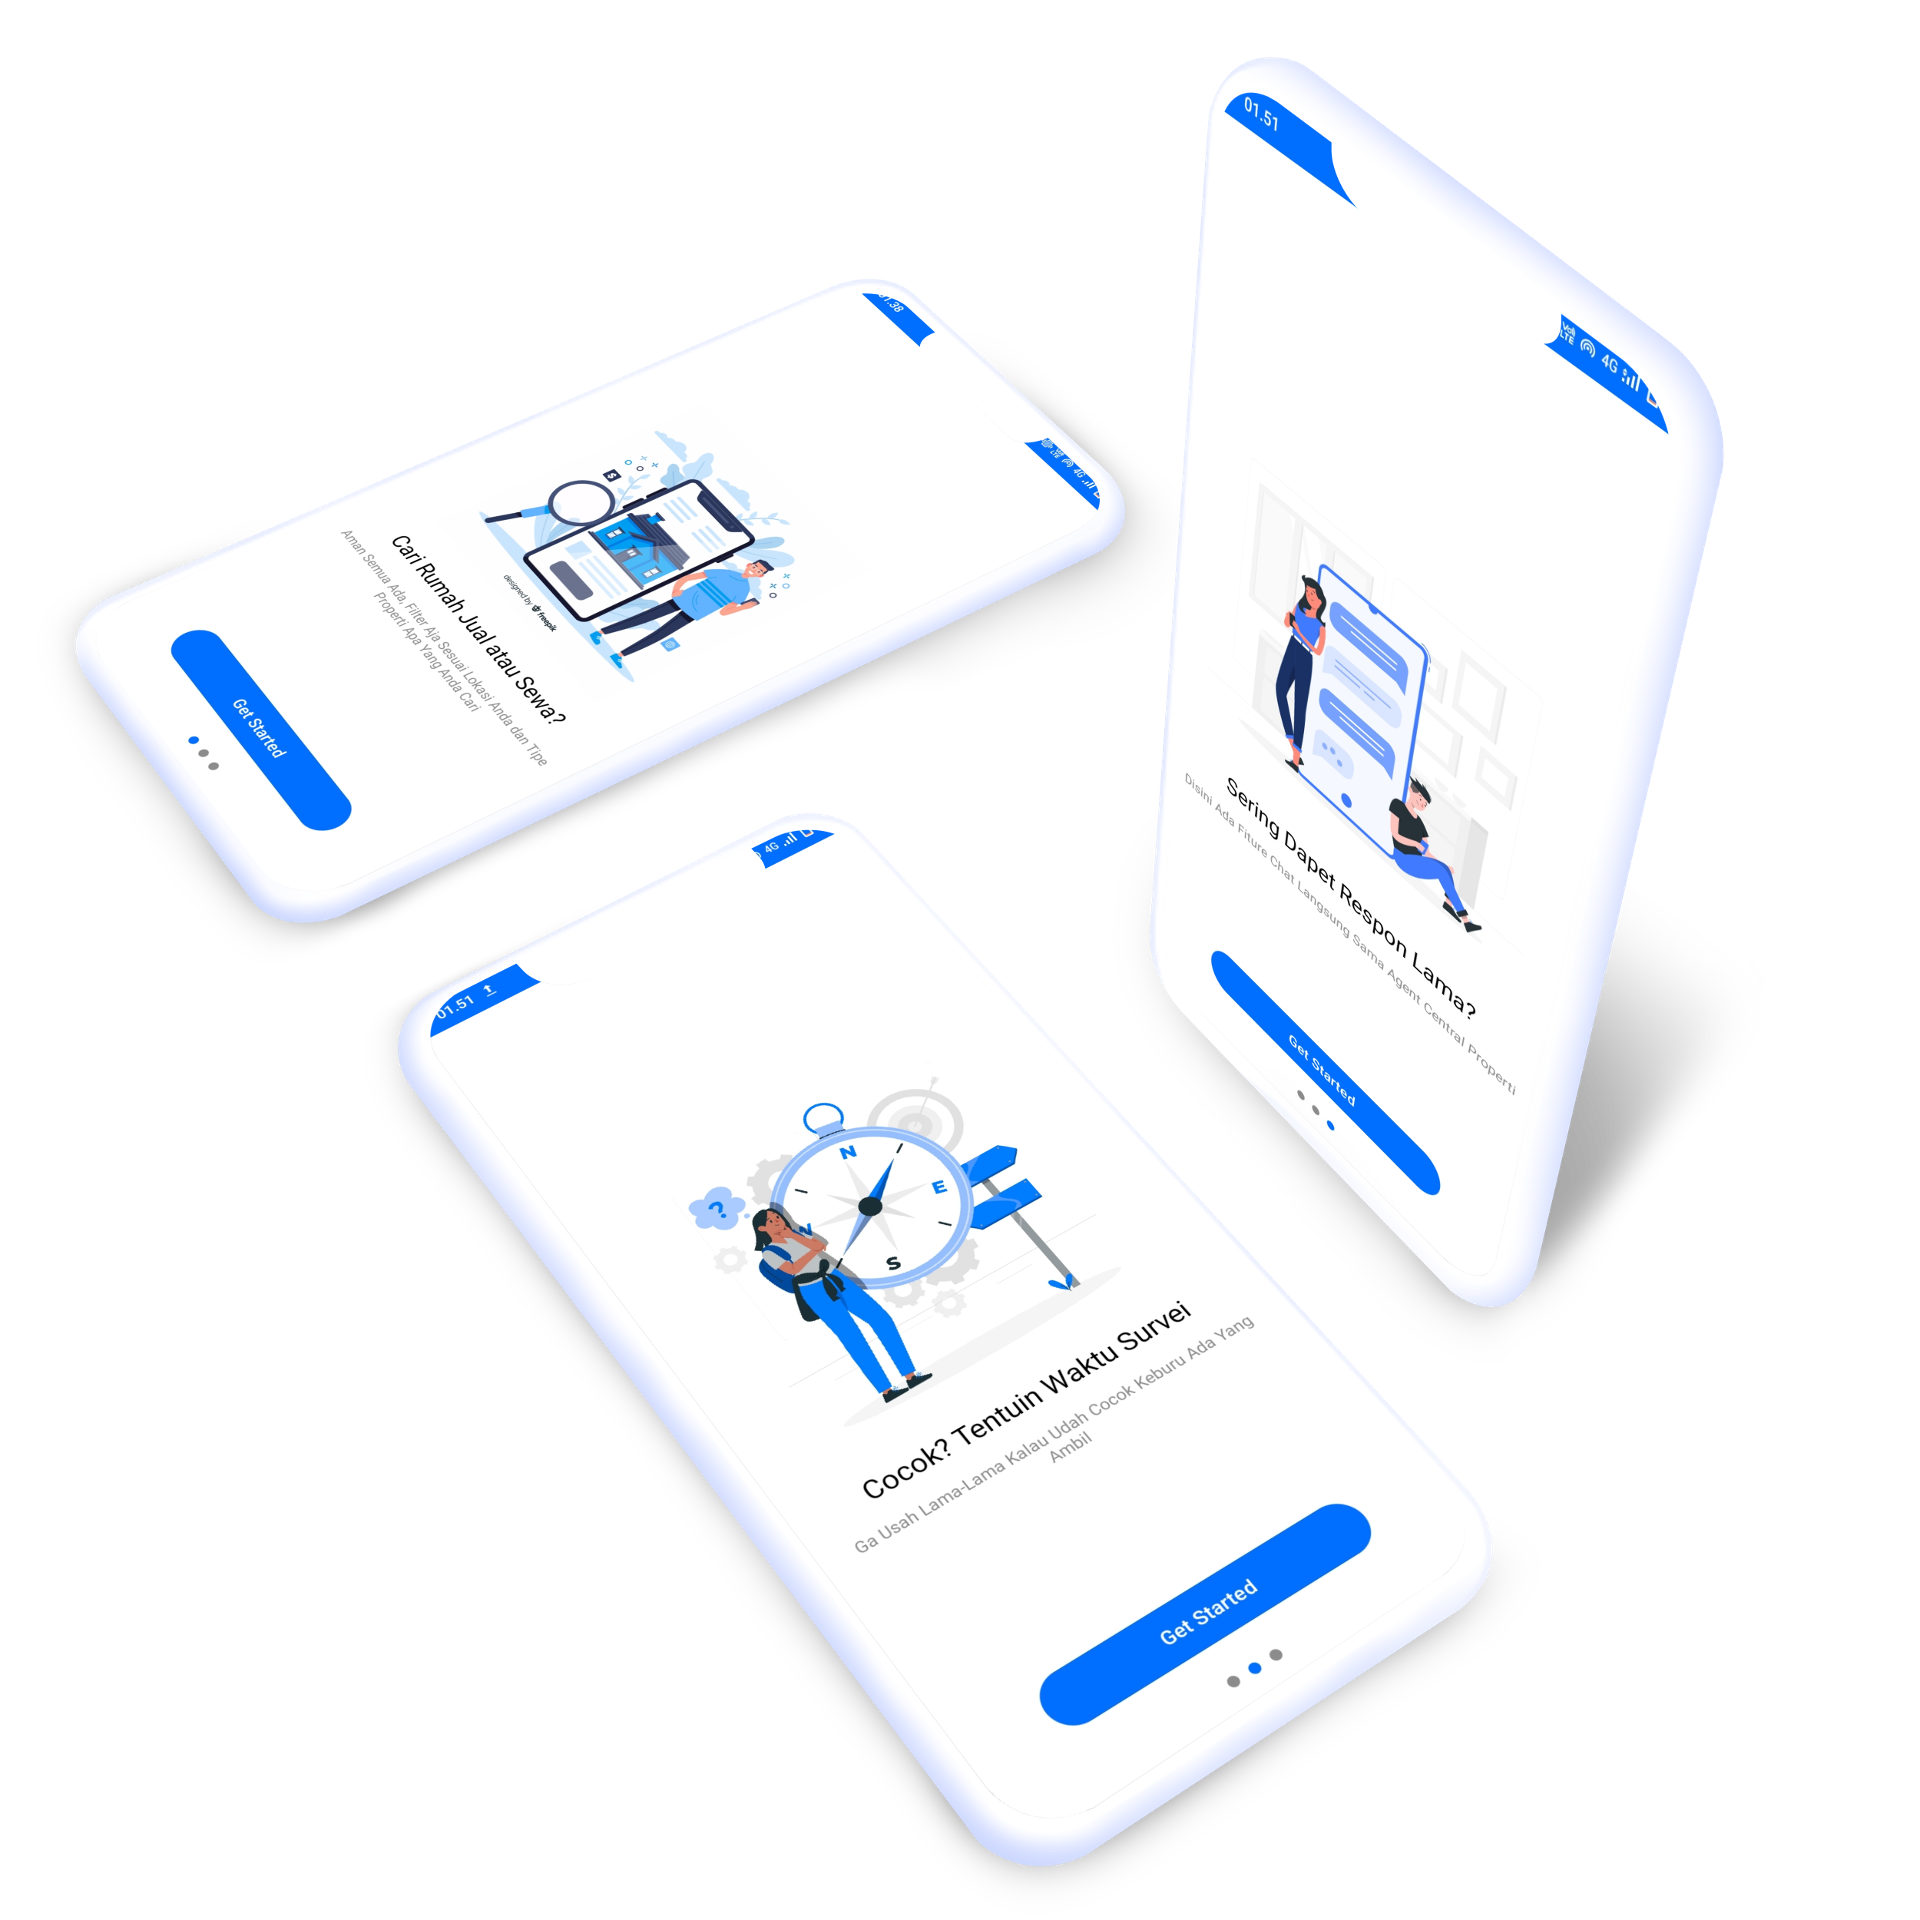 01.38
4G
Cari Rumah Jual atau Sewa?
Aman Semua Ada, Filter Aja Sesuai Lokasi Anda dan Tipe
Properti Apa Yang Anda Cari
designed by freepik
$
Get Started
01.51
Vo))
LTE
4G
Sering Dapet Respon Lama?
Disini Ada Fiture Chat Langsung Sama Agent Central Properti
Get Started
01.51
4G
?
N
E
S
Cocok? Tentuin Waktu Survei
Ga Usah Lama-Lama Kalau Udah Cocok Keburu Ada Yang
Ambil
Get Started